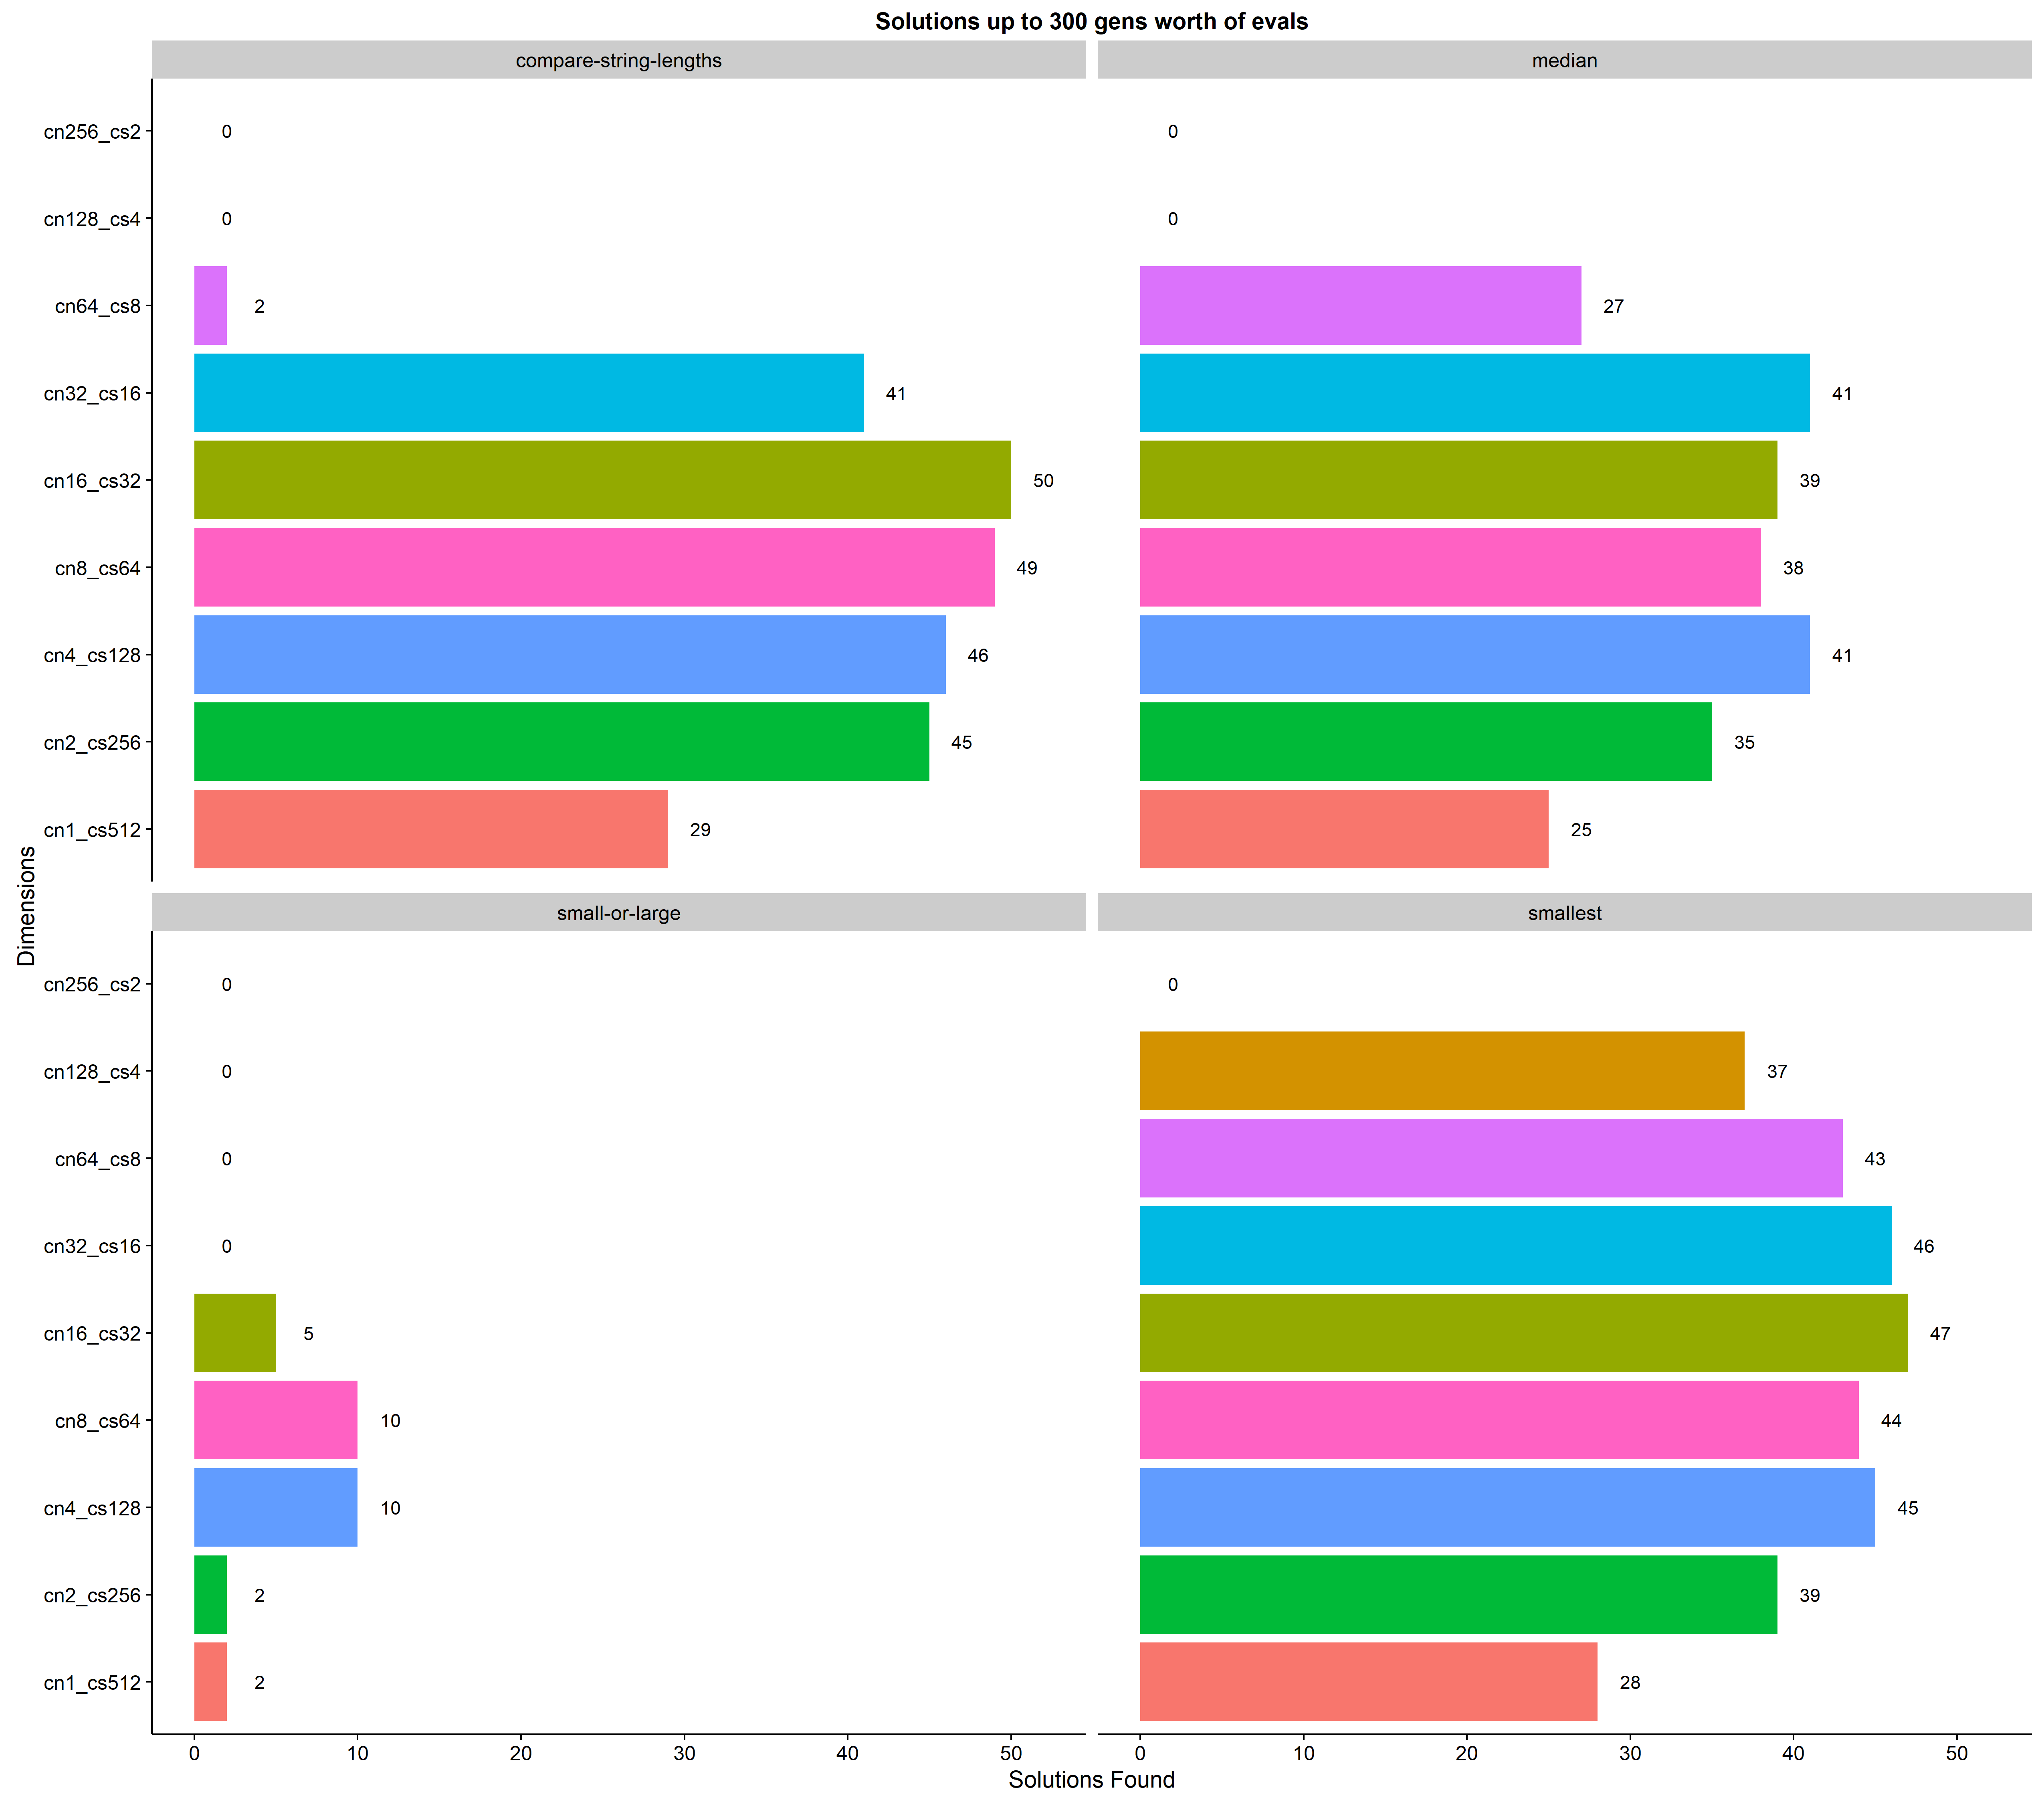 Solutions up to 300 gens worth of evals
compare-string-lengths
median
cn256_cs2 0 0
cn128_cs4 0 0
cn64_cs8 2 27
cn32_cs16 41 41
cn16_cs32 50 39
cn8_cs64 49 38
cn4_cs128 46 41
cn2_cs256 45 35
cn1_cs512 29 25
Dimensions
small-or-large
smallest
cn256_cs2 0 0
cn128_cs4 0 37
cn64_cs8 0 43
cn32_cs16 0 46
cn16_cs32 5 47
cn8_cs64 10 44
cn4_cs128 10 45
cn2_cs256 2 39
cn1_cs512 2 28
0 10 20 30 40 50 0 10 20 30 40 50
Solutions Found